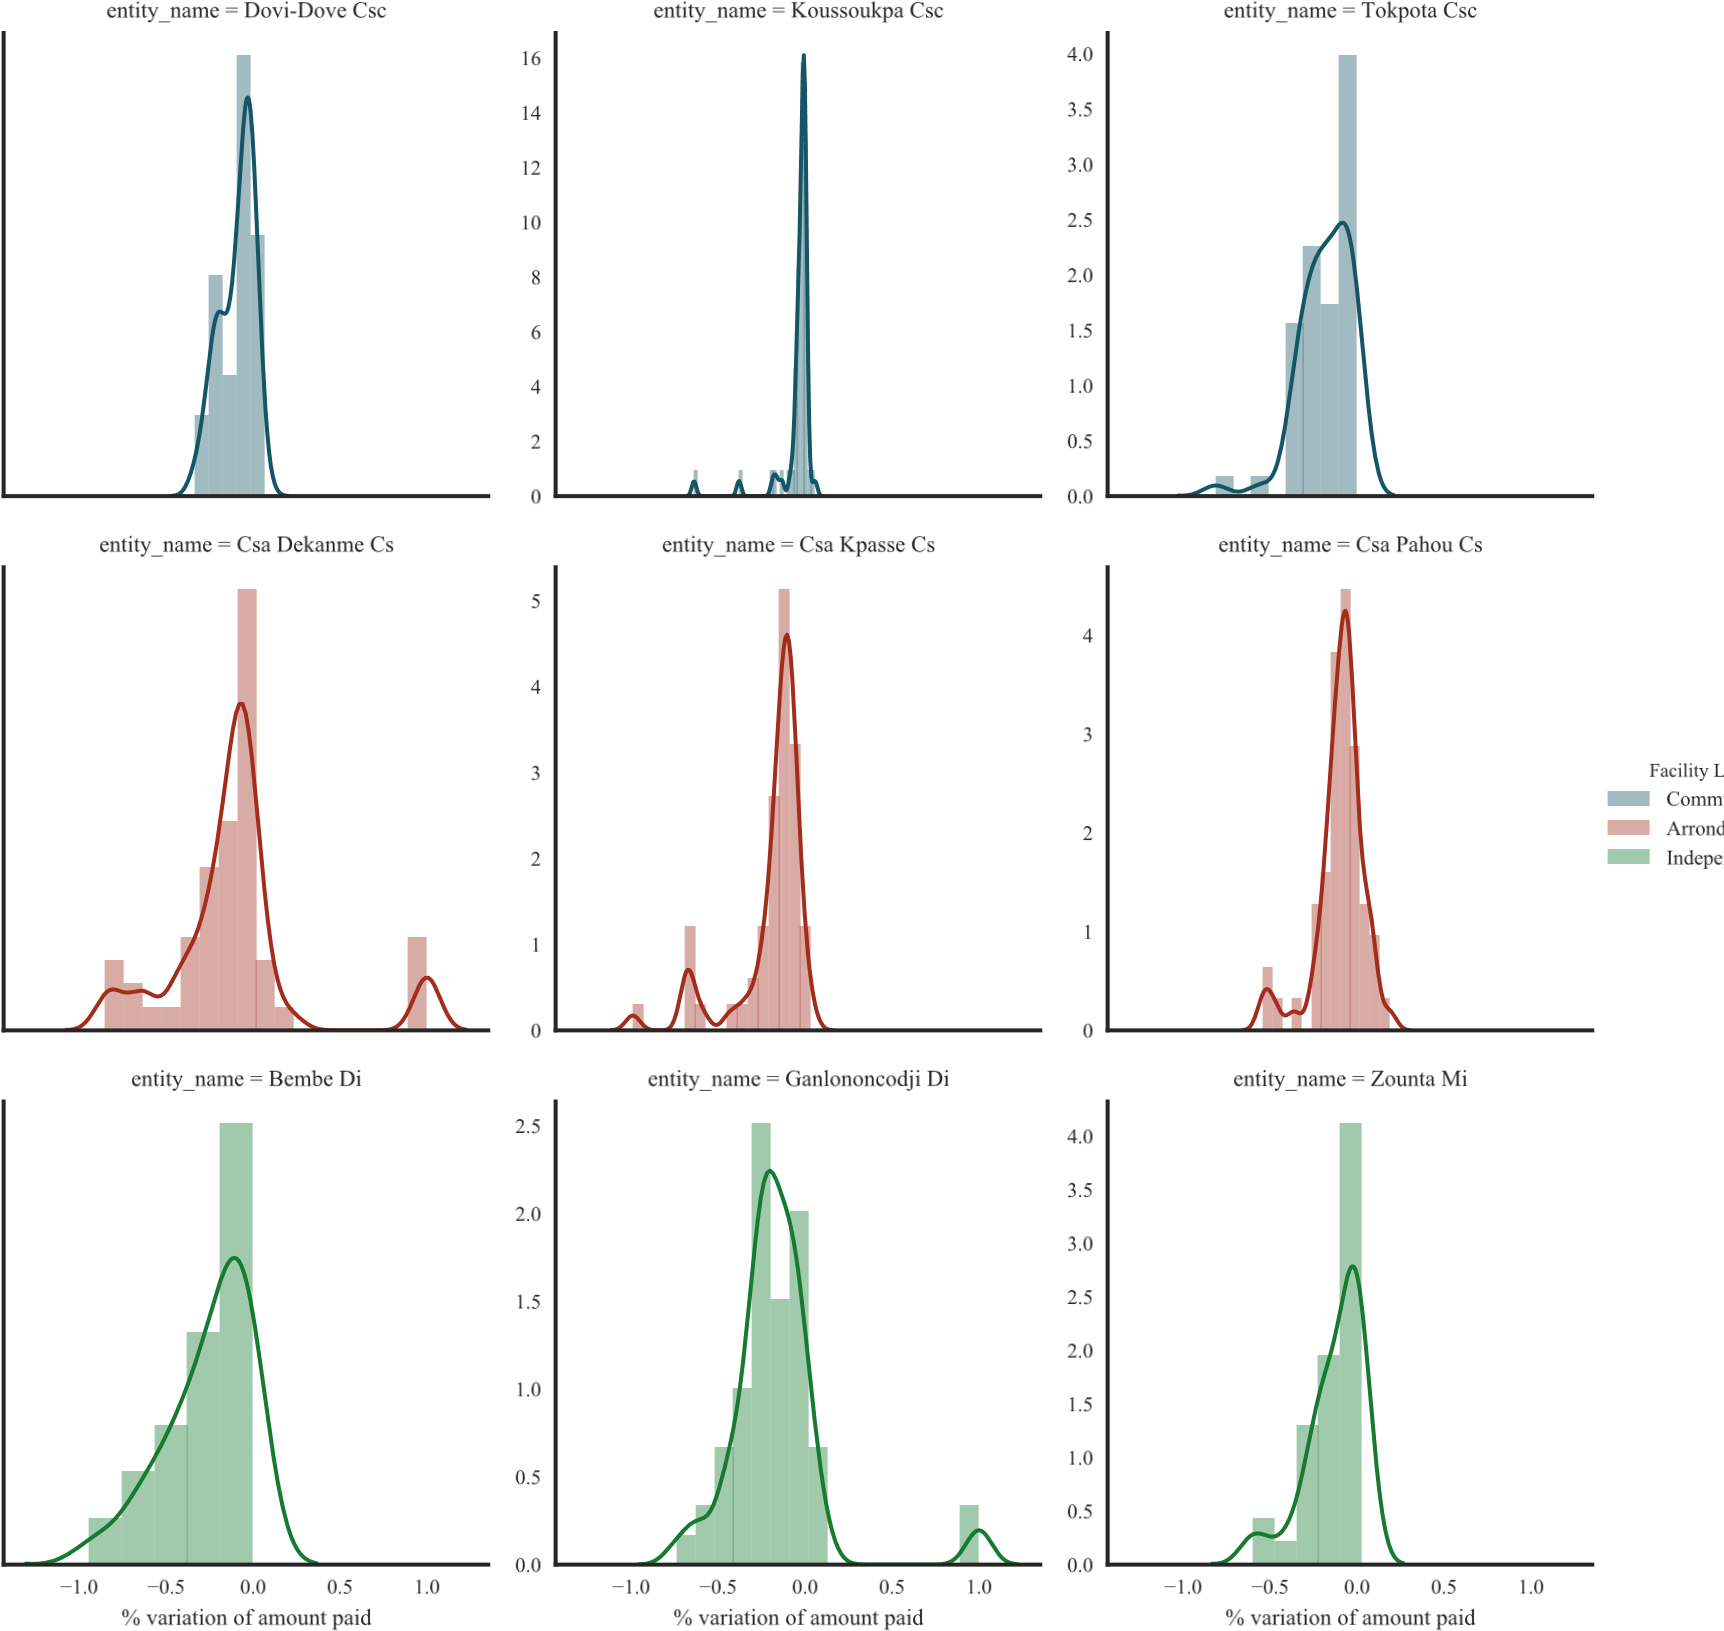 entity_name = Dovi-Dove Csc
entity_name = Koussoukpa Csc
entity_name = Tokpota Csc
16
14
12
10
8
6
4
2
0
4.0
3.5
3.0
2.5
2.0
1.5
1.0
0.5
0.0
entity_name = Csa Dekanme Cs
entity_name = Csa Kpasse Cs
entity_name = Csa Pahou Cs
5
4
3
2
1
0
4
3
2
1
0
Facility L
Comm
Arrond
Indepe
entity_name = Bembe Di
entity_name = Ganlononcodji Di
entity_name = Zounta Mi
2.5
2.0
1.5
1.0
0.5
0.0
4.0
3.5
3.0
2.5
2.0
1.5
1.0
0.5
0.0
−1.0 −0.5 0.0 0.5 1.0
−1.0 −0.5 0.0 0.5 1.0
−1.0 −0.5 0.0 0.5 1.0
% variation of amount paid
% variation of amount paid
% variation of amount paid